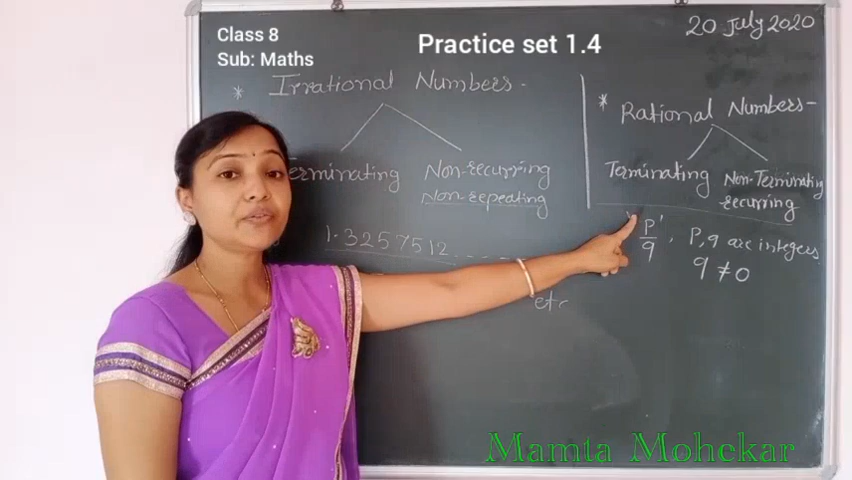 Class 8
Sub: Maths
Practice set 1.4
20 July 2020
* Irrational Numbers-
Terminating
Non-recurring
Non-repeating
1.3257512.....
etc
* Rational Numbers-
Terminating
Non-Terminating
recurring
'p/q', p,q are integers
q ≠ 0
Mamta Mohekar